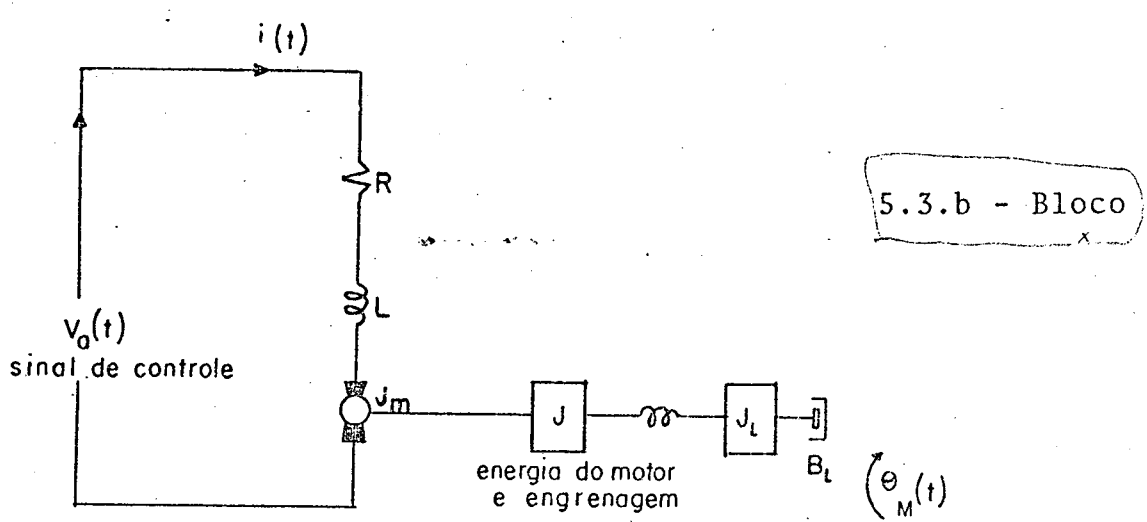 i(t)
R
5.3.b - Bloco
x
L
Va(t)
sinal de controle
Jm
J
JL
BL
energia do motor
e engrenagem
θM(t)